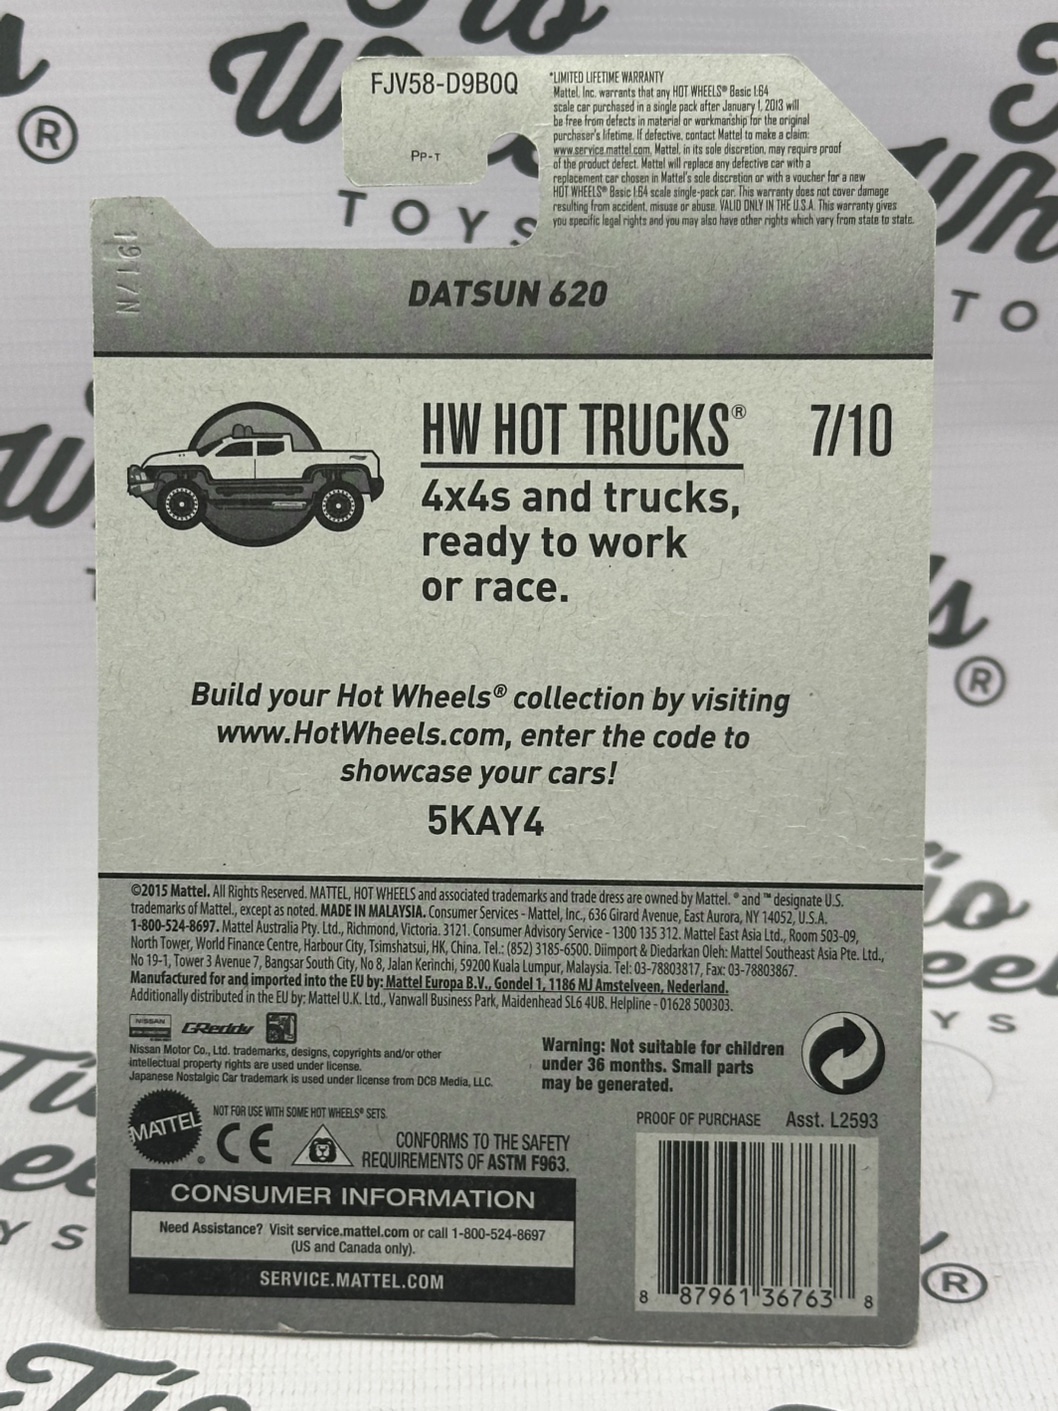 FJV58-D9B0Q
Pp-T
*LIMITED LIFETIME WARRANTY
Mattel, Inc. warrants that any HOT WHEELS® Basic 1:64
scale car purchased in a single pack after January 1, 2013 will
be free from defects in material or workmanship for the original
purchaser's lifetime. If defective, contact Mattel to make a claim:
www.service.mattel.com. Mattel, in its sole discretion, may require proof
of the product defect. Mattel will replace any defective car with a
replacement car chosen in Mattel's sole discretion or with a voucher for a new
HOT WHEELS® Basic 1:64 scale single-pack car. This warranty does not cover damage
resulting from accident, misuse or abuse. VALID ONLY IN THE U.S.A. This warranty gives
you specific legal rights and you may also have other rights which vary from state to state.
DATSUN 620
HW HOT TRUCKS® 7/10
4x4s and trucks,
ready to work
or race.
Build your Hot Wheels® collection by visiting
www.HotWheels.com, enter the code to
showcase your cars!
5KAY4
©2015 Mattel. All Rights Reserved. MATTEL, HOT WHEELS and associated trademarks and trade dress are owned by Mattel. ® and ™ designate U.S.
trademarks of Mattel., except as noted. MADE IN MALAYSIA. Consumer Services - Mattel, Inc., 636 Girard Avenue, East Aurora, NY 14052, U.S.A.
1-800-524-8697. Mattel Australia Pty. Ltd., Richmond, Victoria. 3121. Consumer Advisory Service - 1300 135 312. Mattel East Asia Ltd., Room 503-09,
North Tower, World Finance Centre, Harbour City, Tsimshatsui, HK, China. Tel.: (852) 3185-6500. Diimport & Diedarkan Oleh: Mattel Southeast Asia Pte. Ltd.,
No 19-1, Tower 3 Avenue 7, Bangsar South City, No 8, Jalan Kerinchi, 59200 Kuala Lumpur, Malaysia. Tel: 03-78803817, Fax: 03-78803867.
Manufactured for and imported into the EU by: Mattel Europa B.V., Gondel 1, 1186 MJ Amstelveen, Nederland.
Additionally distributed in the EU by: Mattel U.K. Ltd., Vanwall Business Park, Maidenhead SL6 4UB. Helpline - 01628 500303.
NISSAN GReddy
Nissan Motor Co., Ltd. trademarks, designs, copyrights and/or other
intellectual property rights are used under license.
Japanese Nostalgic Car trademark is used under license from DCB Media, LLC.
Warning: Not suitable for children
under 36 months. Small parts
may be generated.
MATTEL
NOT FOR USE WITH SOME HOT WHEELS® SETS.
CE
CONFORMS TO THE SAFETY
REQUIREMENTS OF ASTM F963.
PROOF OF PURCHASE Asst. L2593
CONSUMER INFORMATION
Need Assistance? Visit service.mattel.com or call 1-800-524-8697
(US and Canada only).
SERVICE.MATTEL.COM
8 87961 36763 8
TOYS